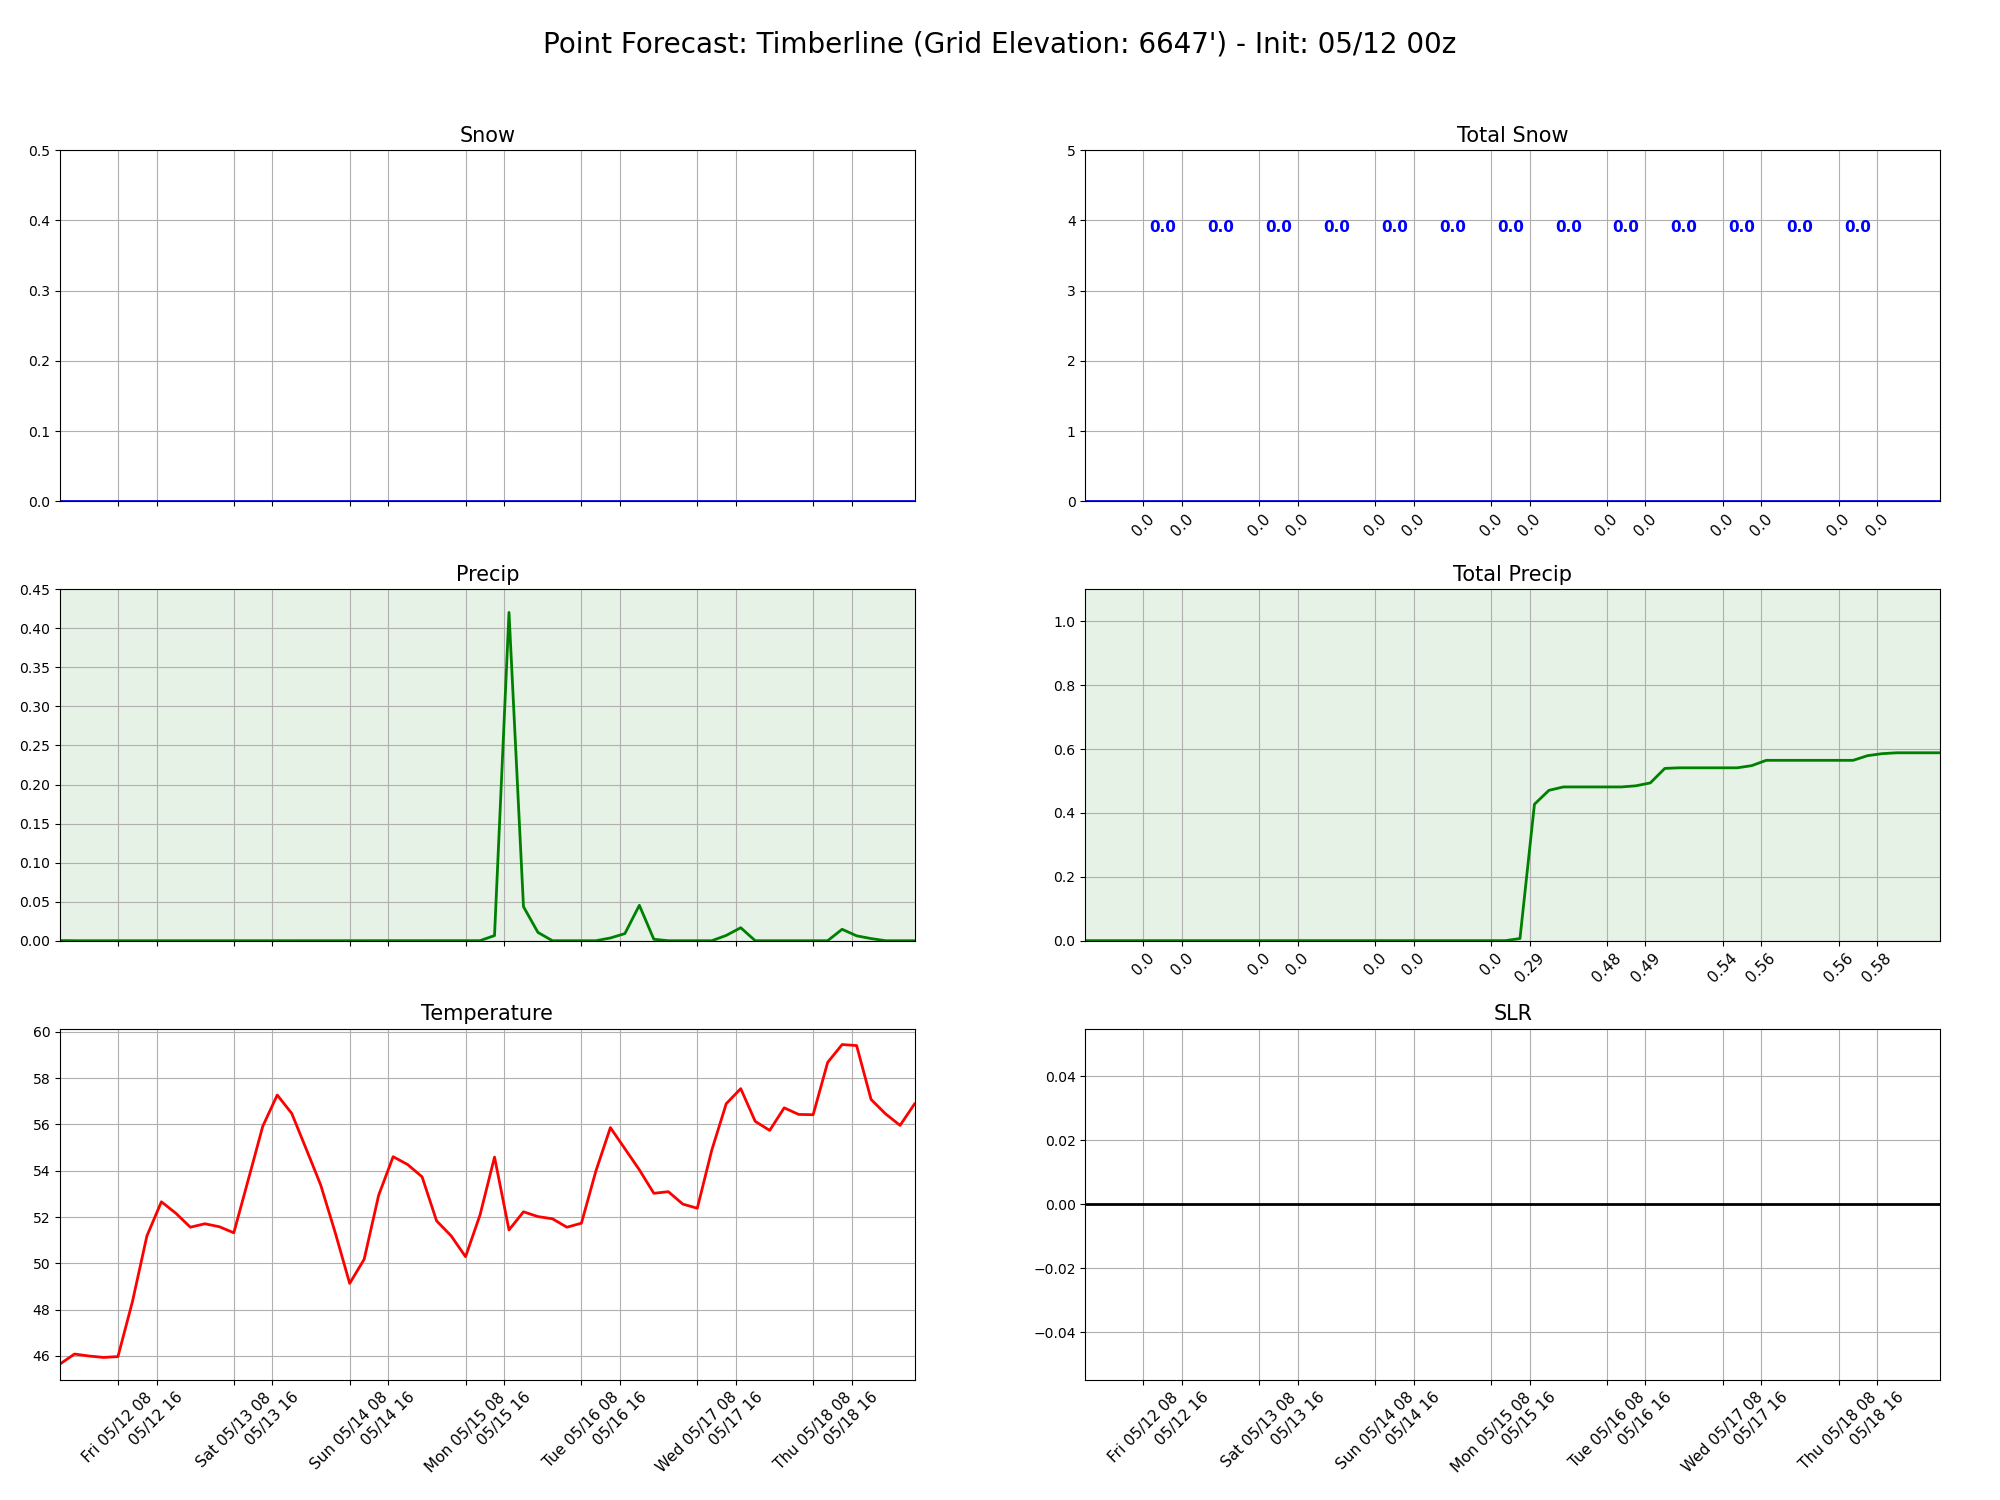 Point Forecast: Timberline (Grid Elevation: 6647') - Init: 05/12 00z
Snow
0.5
0.4
0.3
0.2
0.1
0.0
Total Snow
5
4
3
2
1
0
0.0 0.0 0.0 0.0 0.0 0.0 0.0 0.0 0.0 0.0 0.0 0.0 0.0
0.0 0.0 0.0 0.0 0.0 0.0 0.0 0.0 0.0 0.0 0.0 0.0 0.0 0.0
Precip
0.45
0.40
0.35
0.30
0.25
0.20
0.15
0.10
0.05
0.00
Total Precip
1.0
0.8
0.6
0.4
0.2
0.0
0.0 0.0 0.0 0.0 0.0 0.0 0.0 0.29 0.48 0.49 0.54 0.56 0.56 0.58
Temperature
60
58
56
54
52
50
48
46
Fri 05/12 08
05/12 16
Sat 05/13 08
05/13 16
Sun 05/14 08
05/14 16
Mon 05/15 08
05/15 16
Tue 05/16 08
05/16 16
Wed 05/17 08
05/17 16
Thu 05/18 08
05/18 16
SLR
0.04
0.02
0.00
−0.02
−0.04
Fri 05/12 08
05/12 16
Sat 05/13 08
05/13 16
Sun 05/14 08
05/14 16
Mon 05/15 08
05/15 16
Tue 05/16 08
05/16 16
Wed 05/17 08
05/17 16
Thu 05/18 08
05/18 16